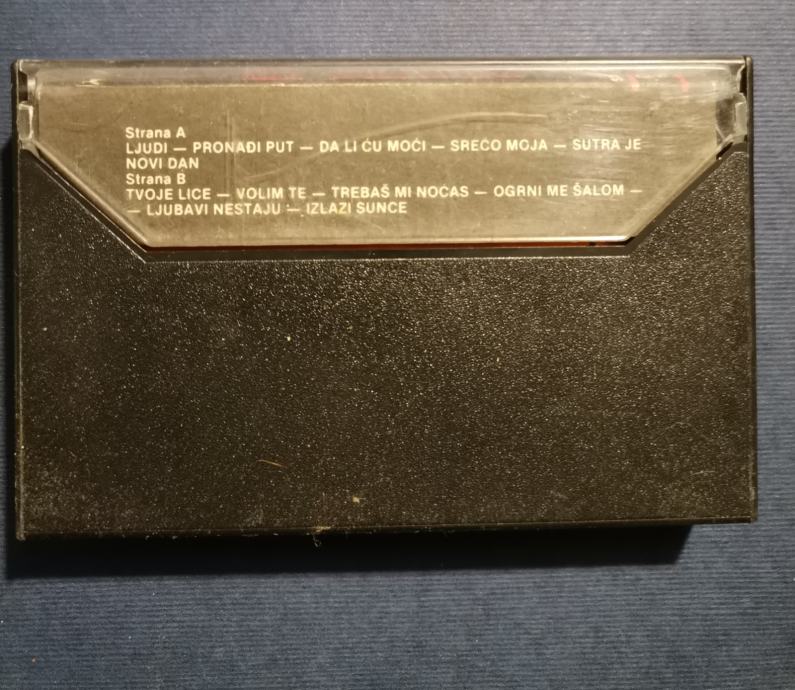 Strana A
LJUDI — PRONAĐI PUT — DA LI ĆU MOĆI — SREĆO MOJA — SUTRA JE
NOVI DAN
Strana B
TVOJE LICE — VOLIM TE — TREBAŠ MI NOĆAS — OGRNI ME ŠALOM —
— LJUBAVI NESTAJU — IZLAZI SUNCE